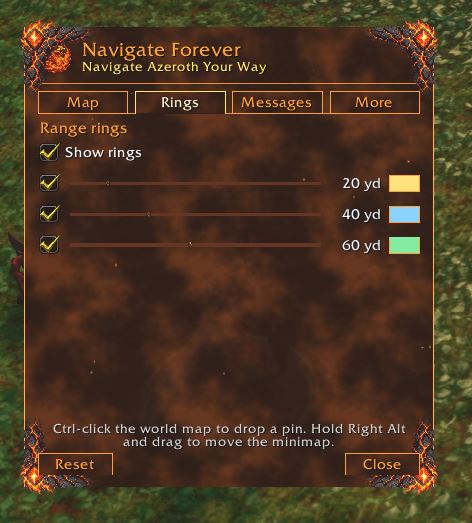 Navigate Forever
Navigate Azeroth Your Way
Map
Rings
Messages
More
Range rings
Show rings
20 yd
40 yd
60 yd
Ctrl-click the world map to drop a pin. Hold Right Alt
and drag to move the minimap.
Reset
Close